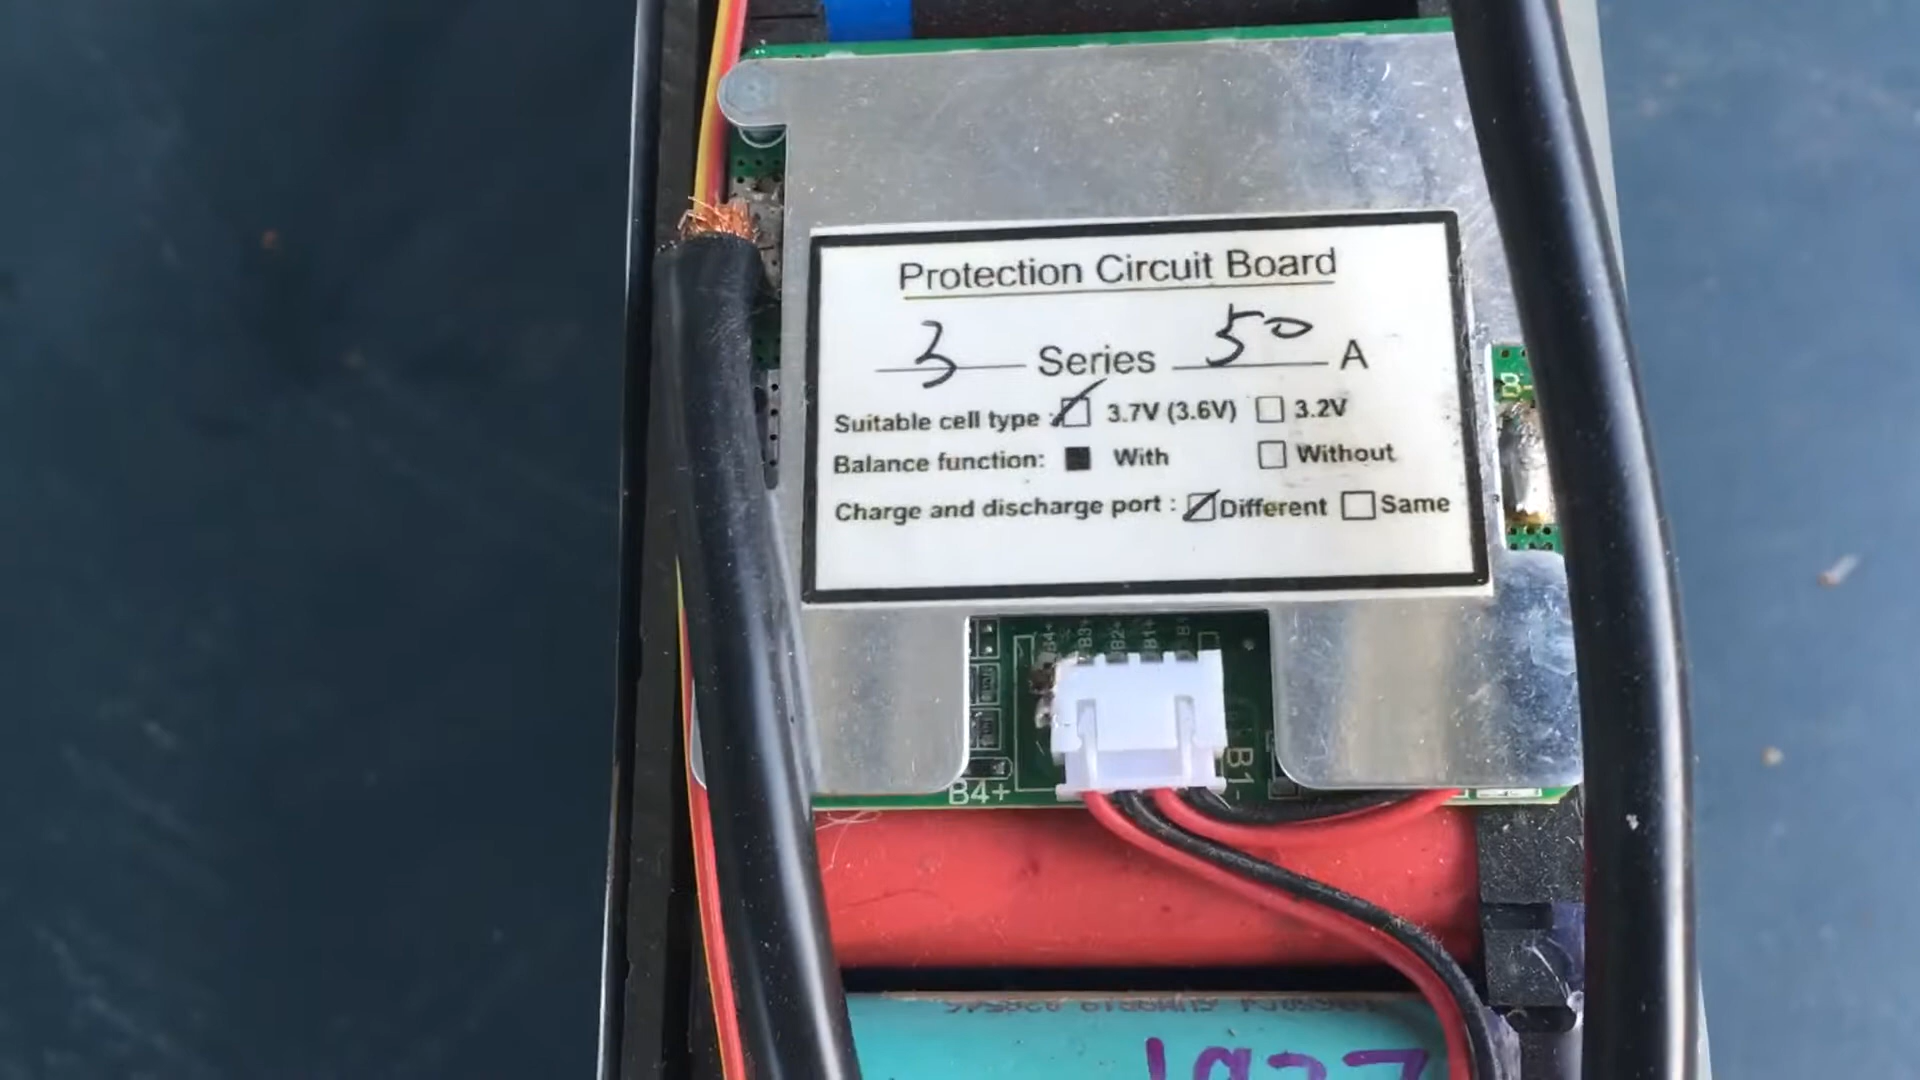 Protection Circuit Board
3 Series 50 A
Suitable cell type : 3.7V (3.6V) 3.2V
Balance function: With Without
Charge and discharge port : Different Same
B-
B4+ B3+ B2+ B1+
B4+
B1-